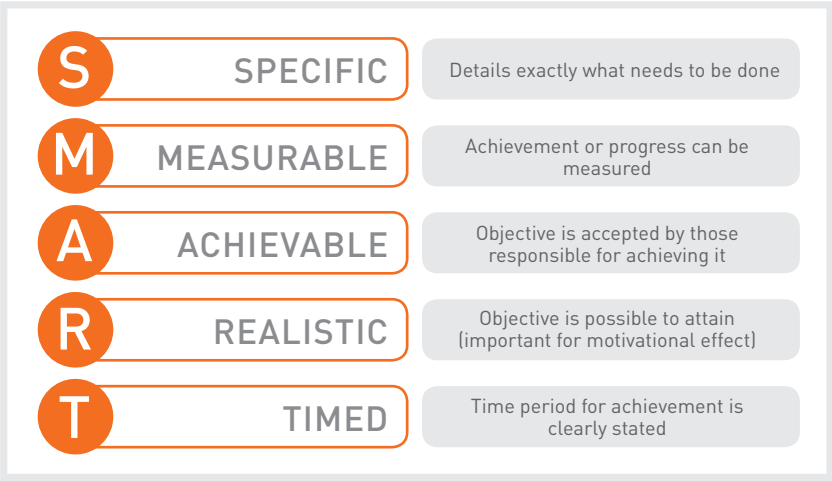 S SPECIFIC
Details exactly what needs to be done
M MEASURABLE
Achievement or progress can be
measured
A ACHIEVABLE
Objective is accepted by those
responsible for achieving it
R REALISTIC
Objective is possible to attain
(important for motivational effect)
T TIMED
Time period for achievement is
clearly stated